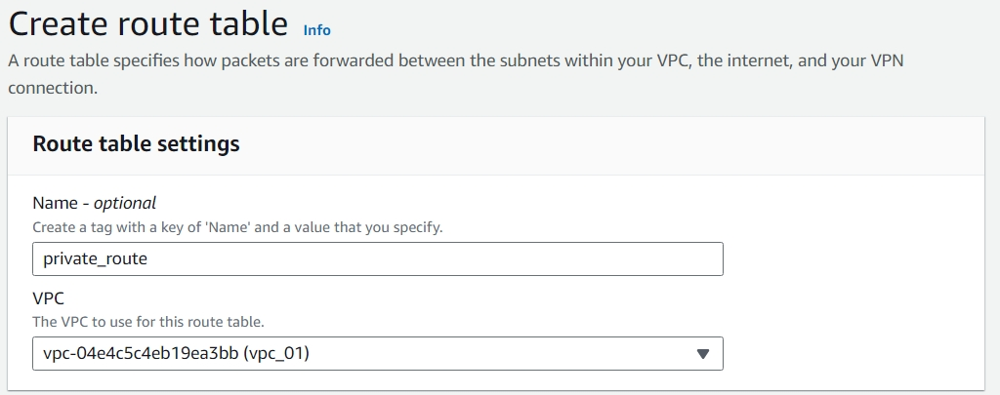 Create route table Info
A route table specifies how packets are forwarded between the subnets within your VPC, the internet, and your VPN
connection.
Route table settings
Name - optional
Create a tag with a key of 'Name' and a value that you specify.
private_route
VPC
The VPC to use for this route table.
vpc-04e4c5c4eb19ea3bb (vpc_01)